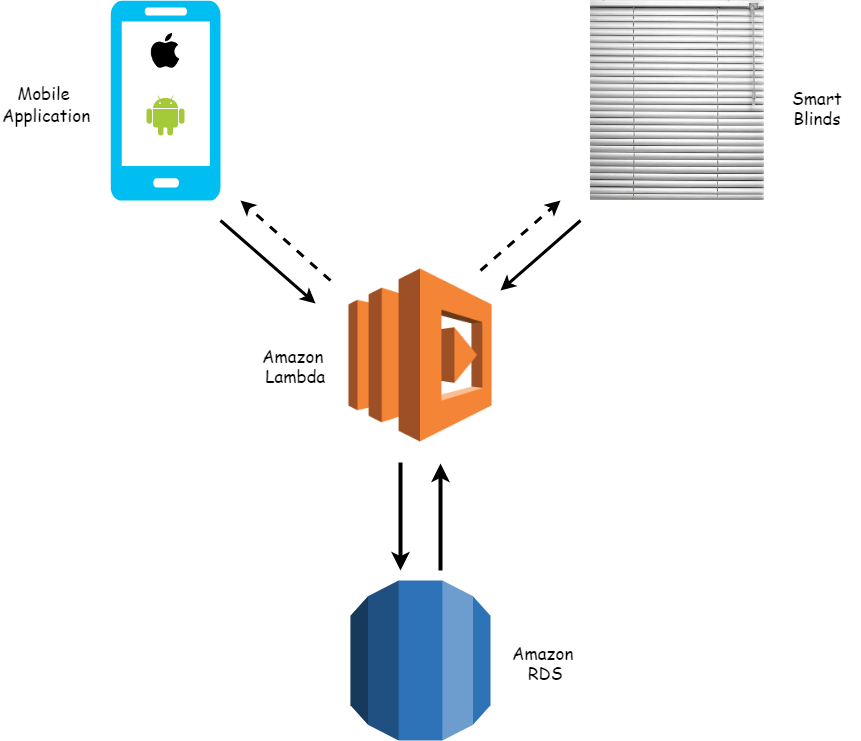 Mobile
Application
Smart
Blinds
Amazon
Lambda
Amazon
RDS